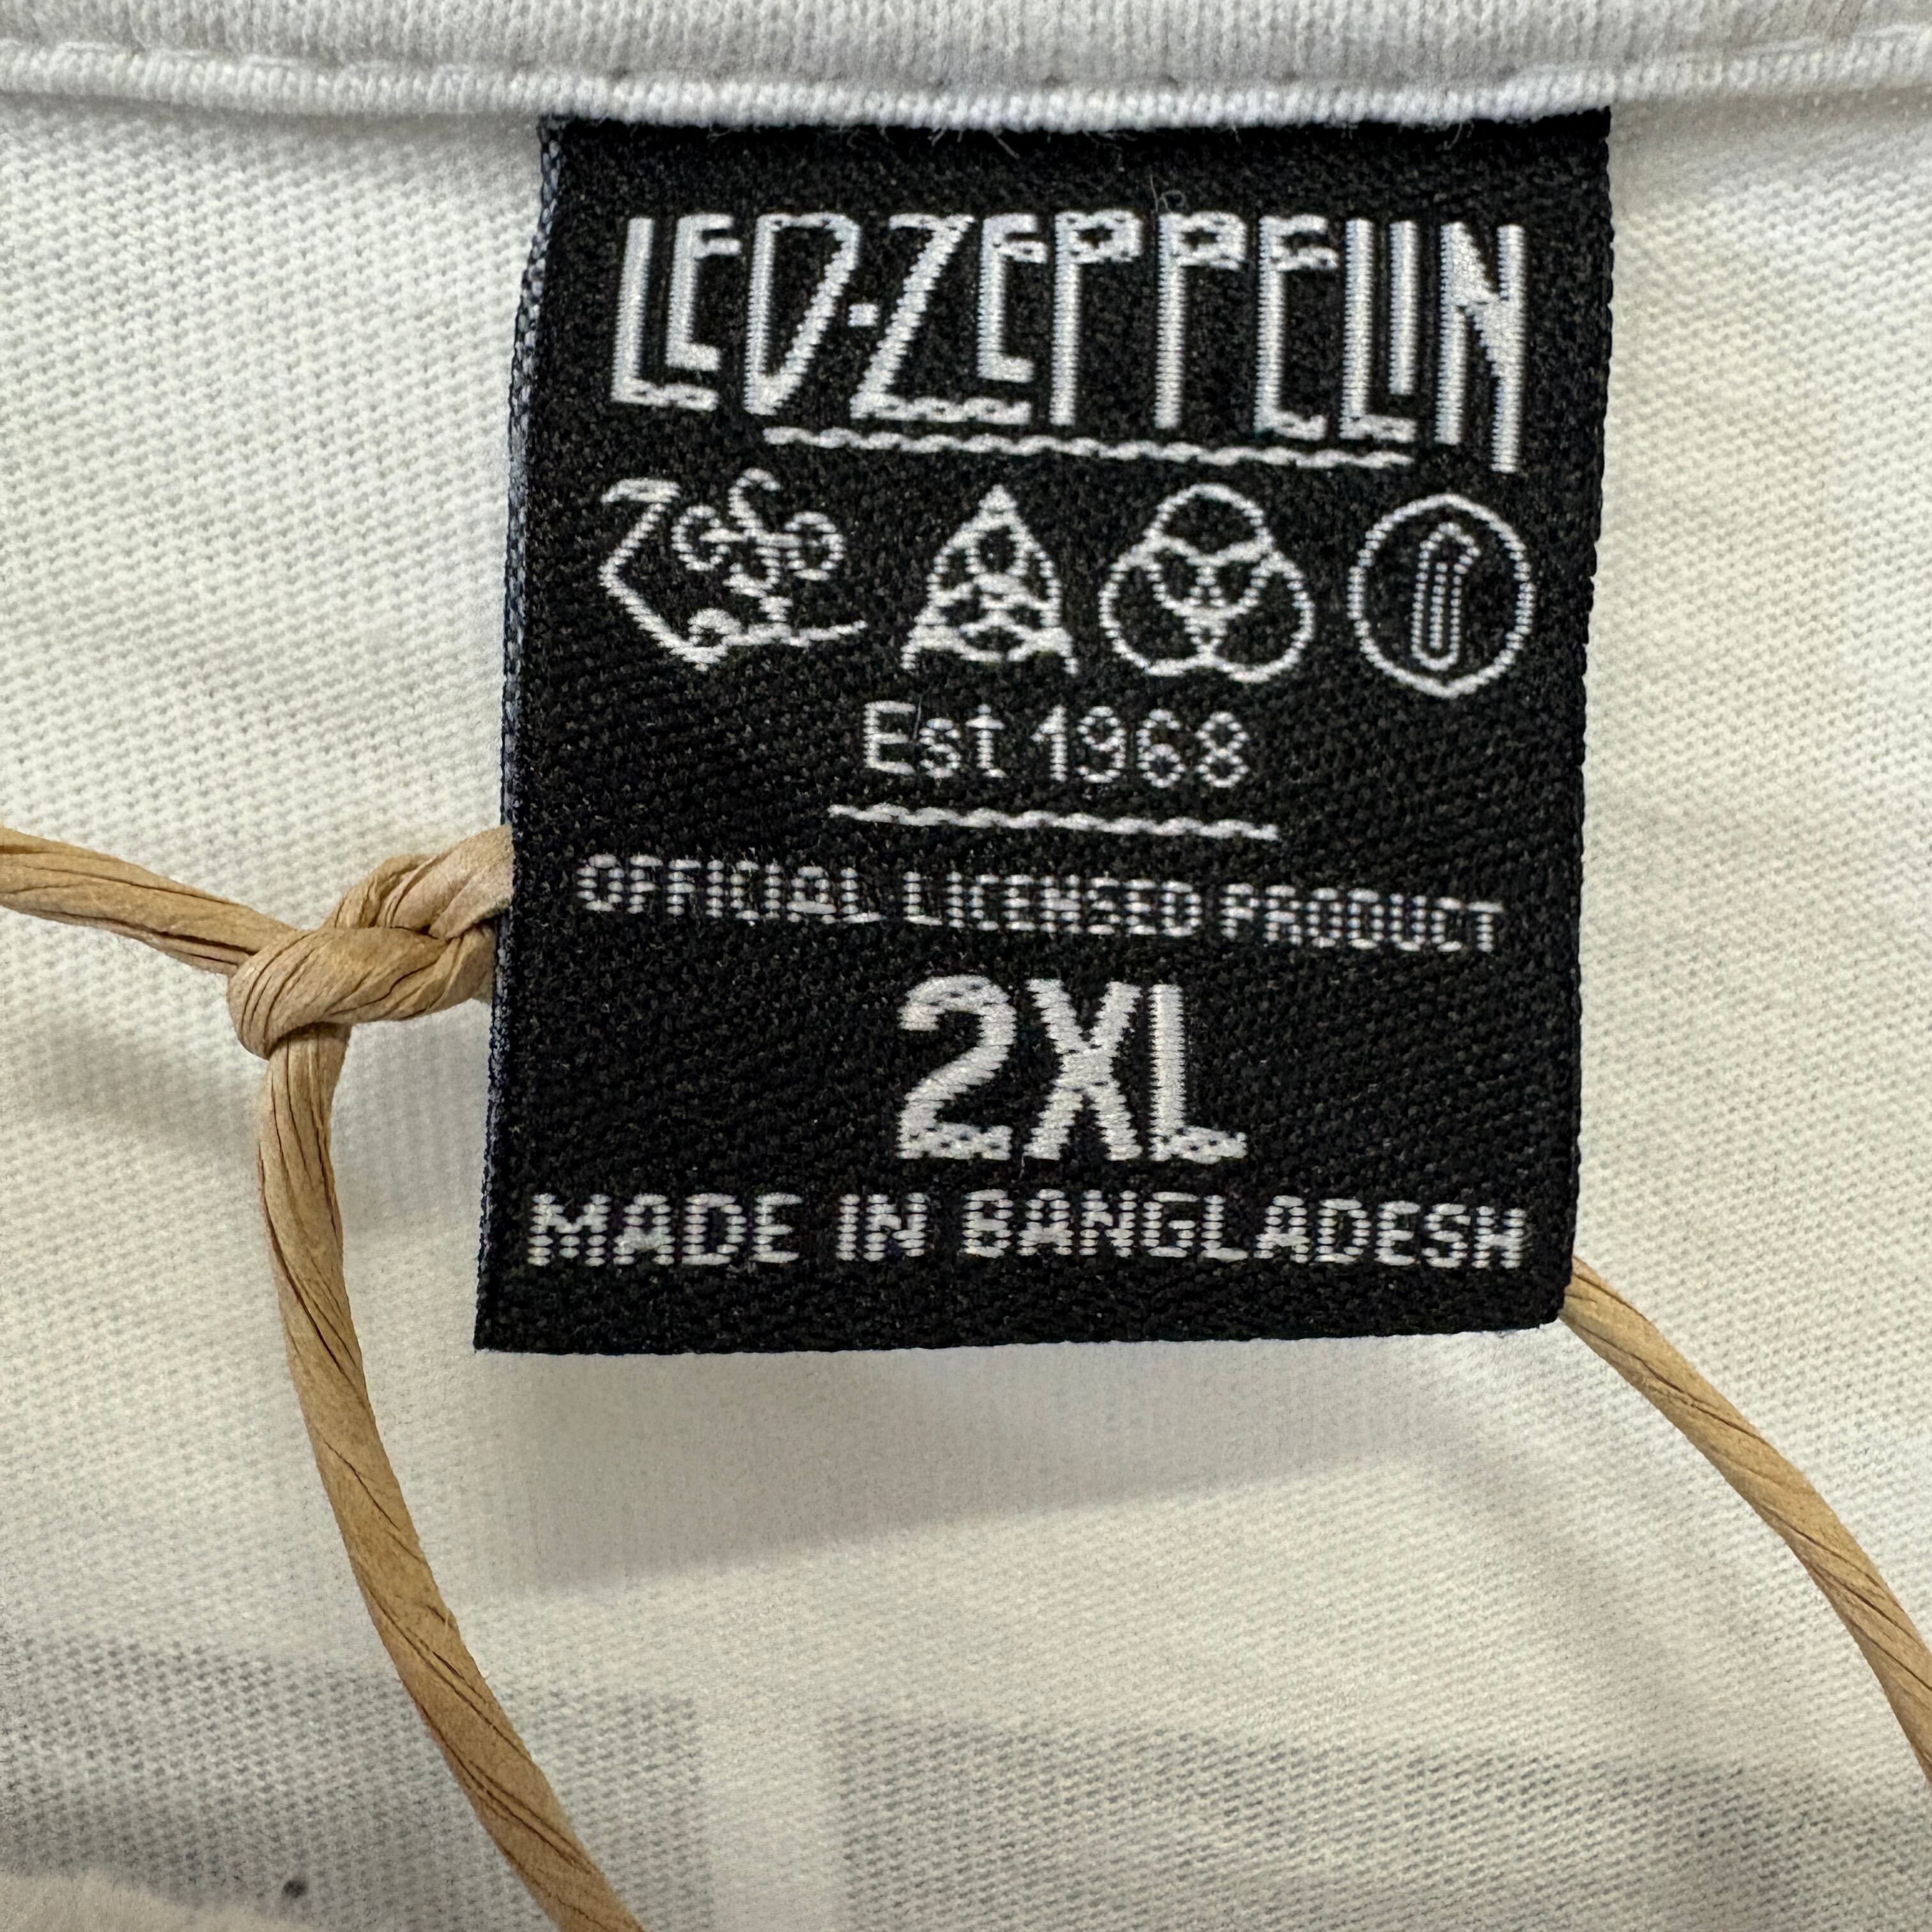 LED-ZEPPELIN
Est 1968
OFFICIAL LICENSED PRODUCT
2XL
MADE IN BANGLADESH